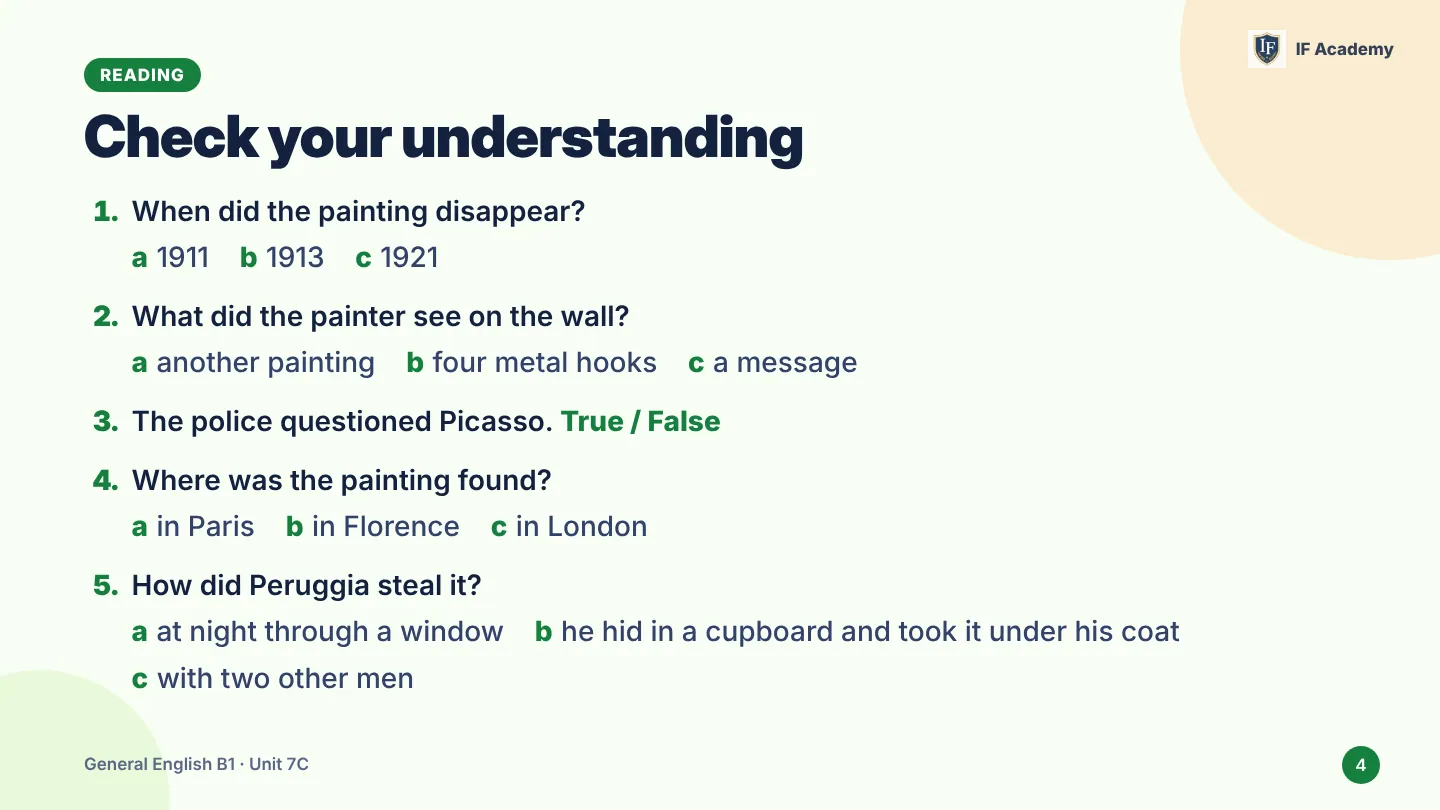 IF Academy
READING
Check your understanding
1. When did the painting disappear?
a 1911 b 1913 c 1921
2. What did the painter see on the wall?
a another painting b four metal hooks c a message
3. The police questioned Picasso. True / False
4. Where was the painting found?
a in Paris b in Florence c in London
5. How did Peruggia steal it?
a at night through a window b he hid in a cupboard and took it under his coat
c with two other men
General English B1 · Unit 7C
4